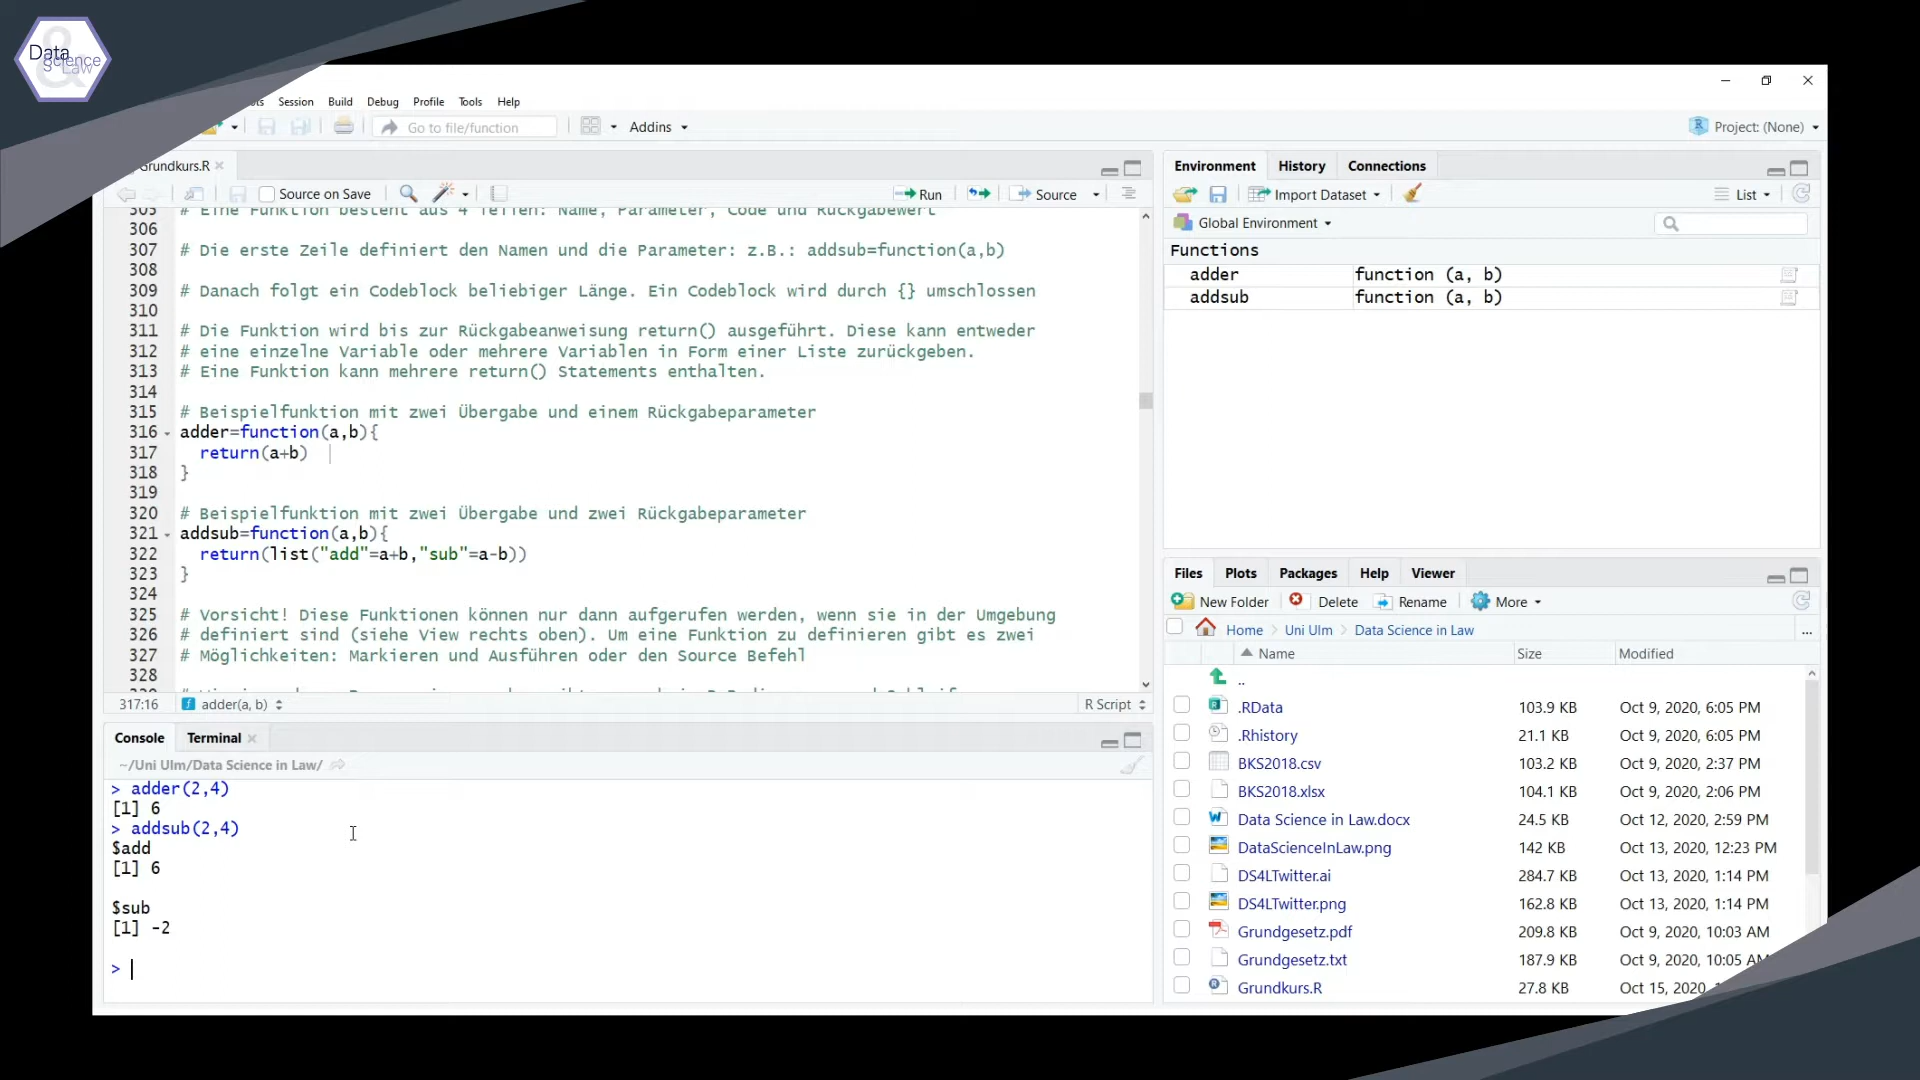 Data
Science
Law
Session Build Debug Profile Tools Help
Go to file/function
Addins
Project: (None)
Grundkurs.R
Source on Save
Run
Source
305 # Eine Funktion besteht aus 4 Teilen: Name, Parameter, Code und Rückgabewert
306
307 # Die erste Zeile definiert den Namen und die Parameter: z.B.: addsub=function(a,b)
308
309 # Danach folgt ein Codeblock beliebiger Länge. Ein Codeblock wird durch {} umschlossen
310
311 # Die Funktion wird bis zur Rückgabeanweisung return() ausgeführt. Diese kann entweder
312 # eine einzelne Variable oder mehrere Variablen in Form einer Liste zurückgeben.
313 # Eine Funktion kann mehrere return() Statements enthalten.
314
315 # Beispielfunktion mit zwei Übergabe und einem Rückgabeparameter
316 adder=function(a,b){
317 return(a+b)
318 }
319
320 # Beispielfunktion mit zwei Übergabe und zwei Rückgabeparameter
321 addsub=function(a,b){
322 return(list("add"=a+b,"sub"=a-b))
323 }
324
325 # Vorsicht! Diese Funktionen können nur dann aufgerufen werden, wenn sie in der Umgebung
326 # definiert sind (siehe View rechts oben). Um eine Funktion zu definieren gibt es zwei
327 # Möglichkeiten: Markieren und Ausführen oder den Source Befehl
328
317:16 adder(a, b) R Script
Console Terminal
~/Uni Ulm/Data Science in Law/
> adder(2,4)
[1] 6
> addsub(2,4)
$add
[1] 6
$sub
[1] -2
>
Environment History Connections
Import Dataset
List
Global Environment
Functions
adder function (a, b)
addsub function (a, b)
Files Plots Packages Help Viewer
New Folder Delete Rename More
Home Uni Ulm Data Science in Law ...
Name Size Modified
..
.RData 103.9 KB Oct 9, 2020, 6:05 PM
.Rhistory 21.1 KB Oct 9, 2020, 6:05 PM
BKS2018.csv 103.2 KB Oct 9, 2020, 2:37 PM
BKS2018.xlsx 104.1 KB Oct 9, 2020, 2:06 PM
Data Science in Law.docx 24.5 KB Oct 12, 2020, 2:59 PM
DataScienceInLaw.png 142 KB Oct 13, 2020, 12:23 PM
DS4LTwitter.ai 284.7 KB Oct 13, 2020, 1:14 PM
DS4LTwitter.png 162.8 KB Oct 13, 2020, 1:14 PM
Grundgesetz.pdf 209.8 KB Oct 9, 2020, 10:03 AM
Grundgesetz.txt 187.9 KB Oct 9, 2020, 10:05 AM
Grundkurs.R 27.8 KB Oct 15, 2020,